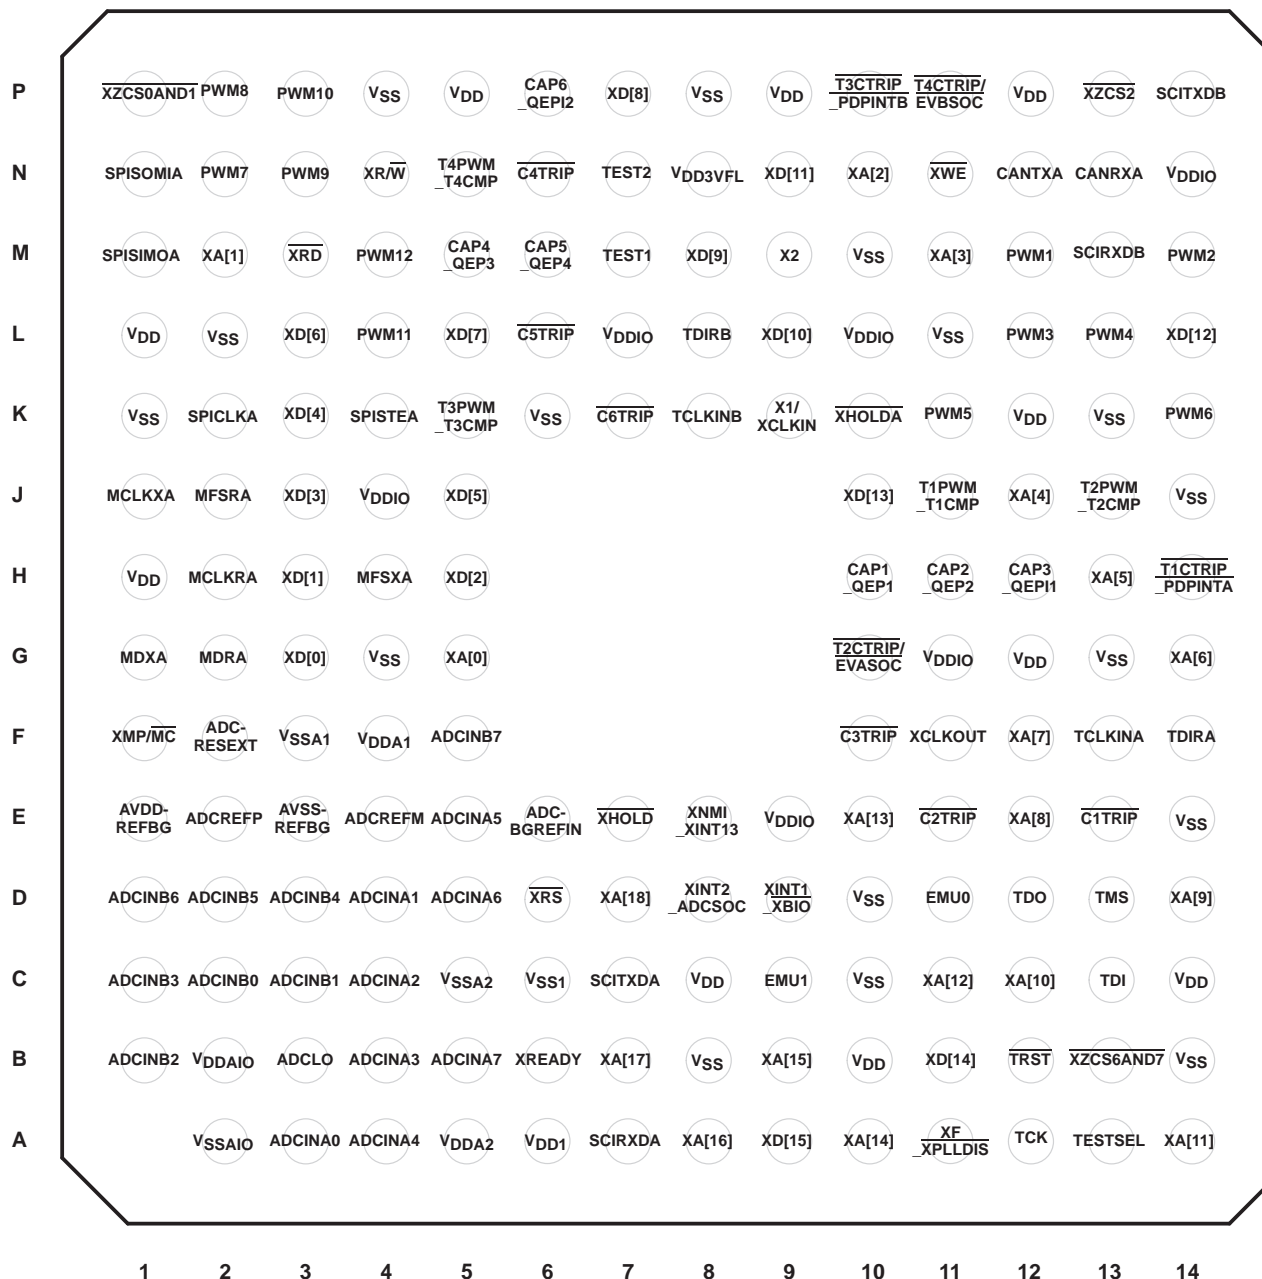 P XZCS0AND1 PWM8 PWM10 VSS VDD CAP6 _QEPI2 XD[8] VSS VDD T3CTRIP _PDPINTB T4CTRIP/ EVBSOC VDD XZCS2 SCITXDB
N SPISOMIA PWM7 PWM9 XR/W T4PWM _T4CMP C4TRIP TEST2 VDD3VFL XD[11] XA[2] XWE CANTXA CANRXA VDDIO
M SPISIMOA XA[1] XRD PWM12 CAP4 _QEP3 CAP5 _QEP4 TEST1 XD[9] X2 VSS XA[3] PWM1 SCIRXDB PWM2
L VDD VSS XD[6] PWM11 XD[7] C5TRIP VDDIO TDIRB XD[10] VDDIO VSS PWM3 PWM4 XD[12]
K VSS SPICLKA XD[4] SPISTEA T3PWM _T3CMP VSS C6TRIP TCLKINB X1/ XCLKIN XHOLDA PWM5 VDD VSS PWM6
J MCLKXA MFSRA XD[3] VDDIO XD[5] XD[13] T1PWM _T1CMP XA[4] T2PWM _T2CMP VSS
H VDD MCLKRA XD[1] MFSXA XD[2] CAP1 _QEP1 CAP2 _QEP2 CAP3 _QEPI1 XA[5] T1CTRIP _PDPINTA
G MDXA MDRA XD[0] VSS XA[0] T2CTRIP/ EVASOC VDDIO VDD VSS XA[6]
F XMP/MC ADC- RESEXT VSSA1 VDDA1 ADCINB7 C3TRIP XCLKOUT XA[7] TCLKINA TDIRA
E AVDD- REFBG ADCREFP AVSS- REFBG ADCREFM ADCINA5 ADC- BGREFIN XHOLD XNMI _XINT13 VDDIO XA[13] C2TRIP XA[8] C1TRIP VSS
D ADCINB6 ADCINB5 ADCINB4 ADCINA1 ADCINA6 XRS XA[18] XINT2 _ADCSOC XINT1 _XBIO VSS EMU0 TDO TMS XA[9]
C ADCINB3 ADCINB0 ADCINB1 ADCINA2 VSSA2 VSS1 SCITXDA VDD EMU1 VSS XA[12] XA[10] TDI VDD
B ADCINB2 VDDAIO ADCLO ADCINA3 ADCINA7 XREADY XA[17] VSS XA[15] VDD XD[14] TRST XZCS6AND7 VSS
A VSSAIO ADCINA0 ADCINA4 VDDA2 VDD1 SCIRXDA XA[16] XD[15] XA[14] XF _XPLLDIS TCK TESTSEL XA[11]
1 2 3 4 5 6 7 8 9 10 11 12 13 14